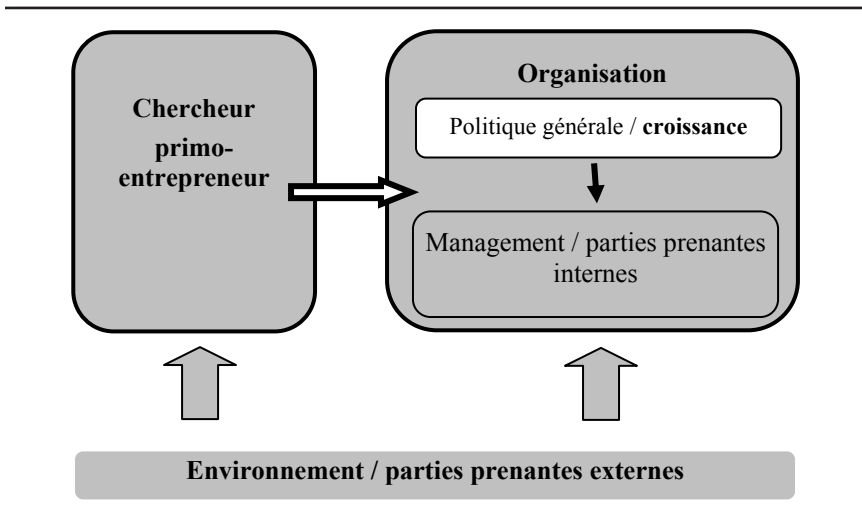 Chercheur
primo-
entrepreneur
Organisation
Politique générale / croissance
Management / parties prenantes
internes
Environnement / parties prenantes externes